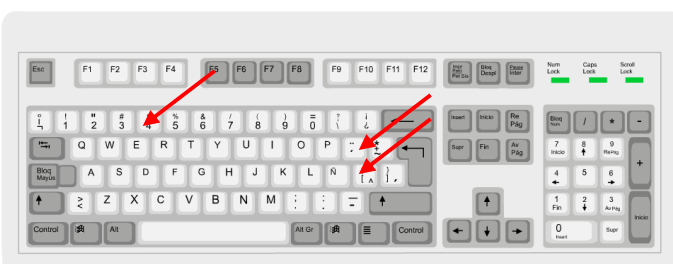 Esc F1 F2 F3 F4 F5 F6 F7 F8 F9 F10 F11 F12 Impr Pant Pet Sis Bloq Despl Pausa Inter Num Lock Caps Lock Scroll Lock
! 1 " 2 # 3 4 % 5 & 6 / 7 ( 8 ) 9 = 0 ? ¡ ¿ Insert Inicio Re Pág Bloq Num / * -
Q W E R T Y U I O P Supr Fin Av Pág 7 Inicio 8 9 RePág +
Bloq Mayús A S D F G H J K L Ñ [ ^ } 4 5 6
> < Z X C V B N M ; , : . _ 1 Fin 2 3 Av Pág Inicio
Control Alt Alt Gr Control 0 Insert Supr